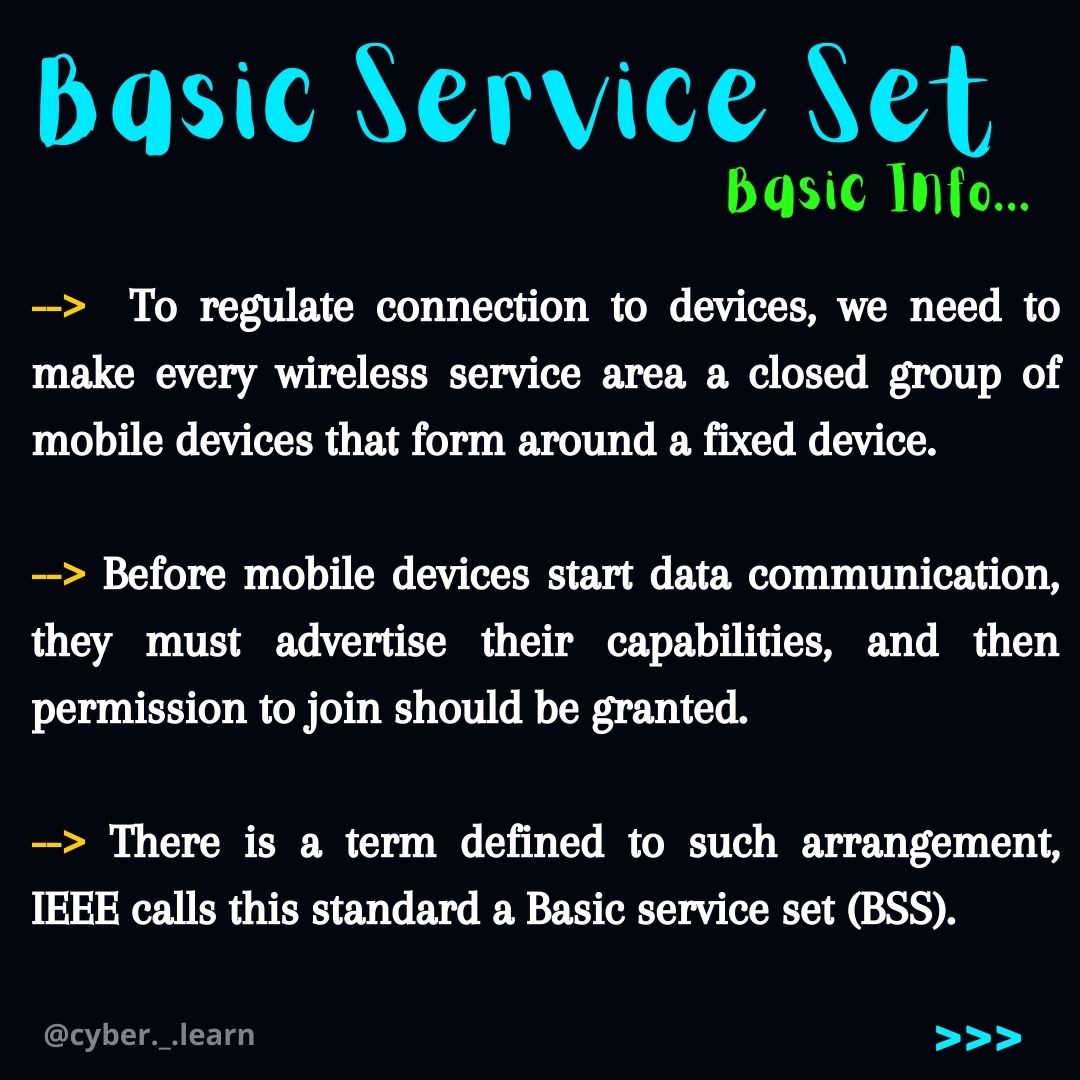 Basic Service Set
Basic Info...
--> To regulate connection to devices, we need to
make every wireless service area a closed group of
mobile devices that form around a fixed device.
--> Before mobile devices start data communication,
they must advertise their capabilities, and then
permission to join should be granted.
--> There is a term defined to such arrangement,
IEEE calls this standard a Basic service set (BSS).
@cyber._.learn
>>>